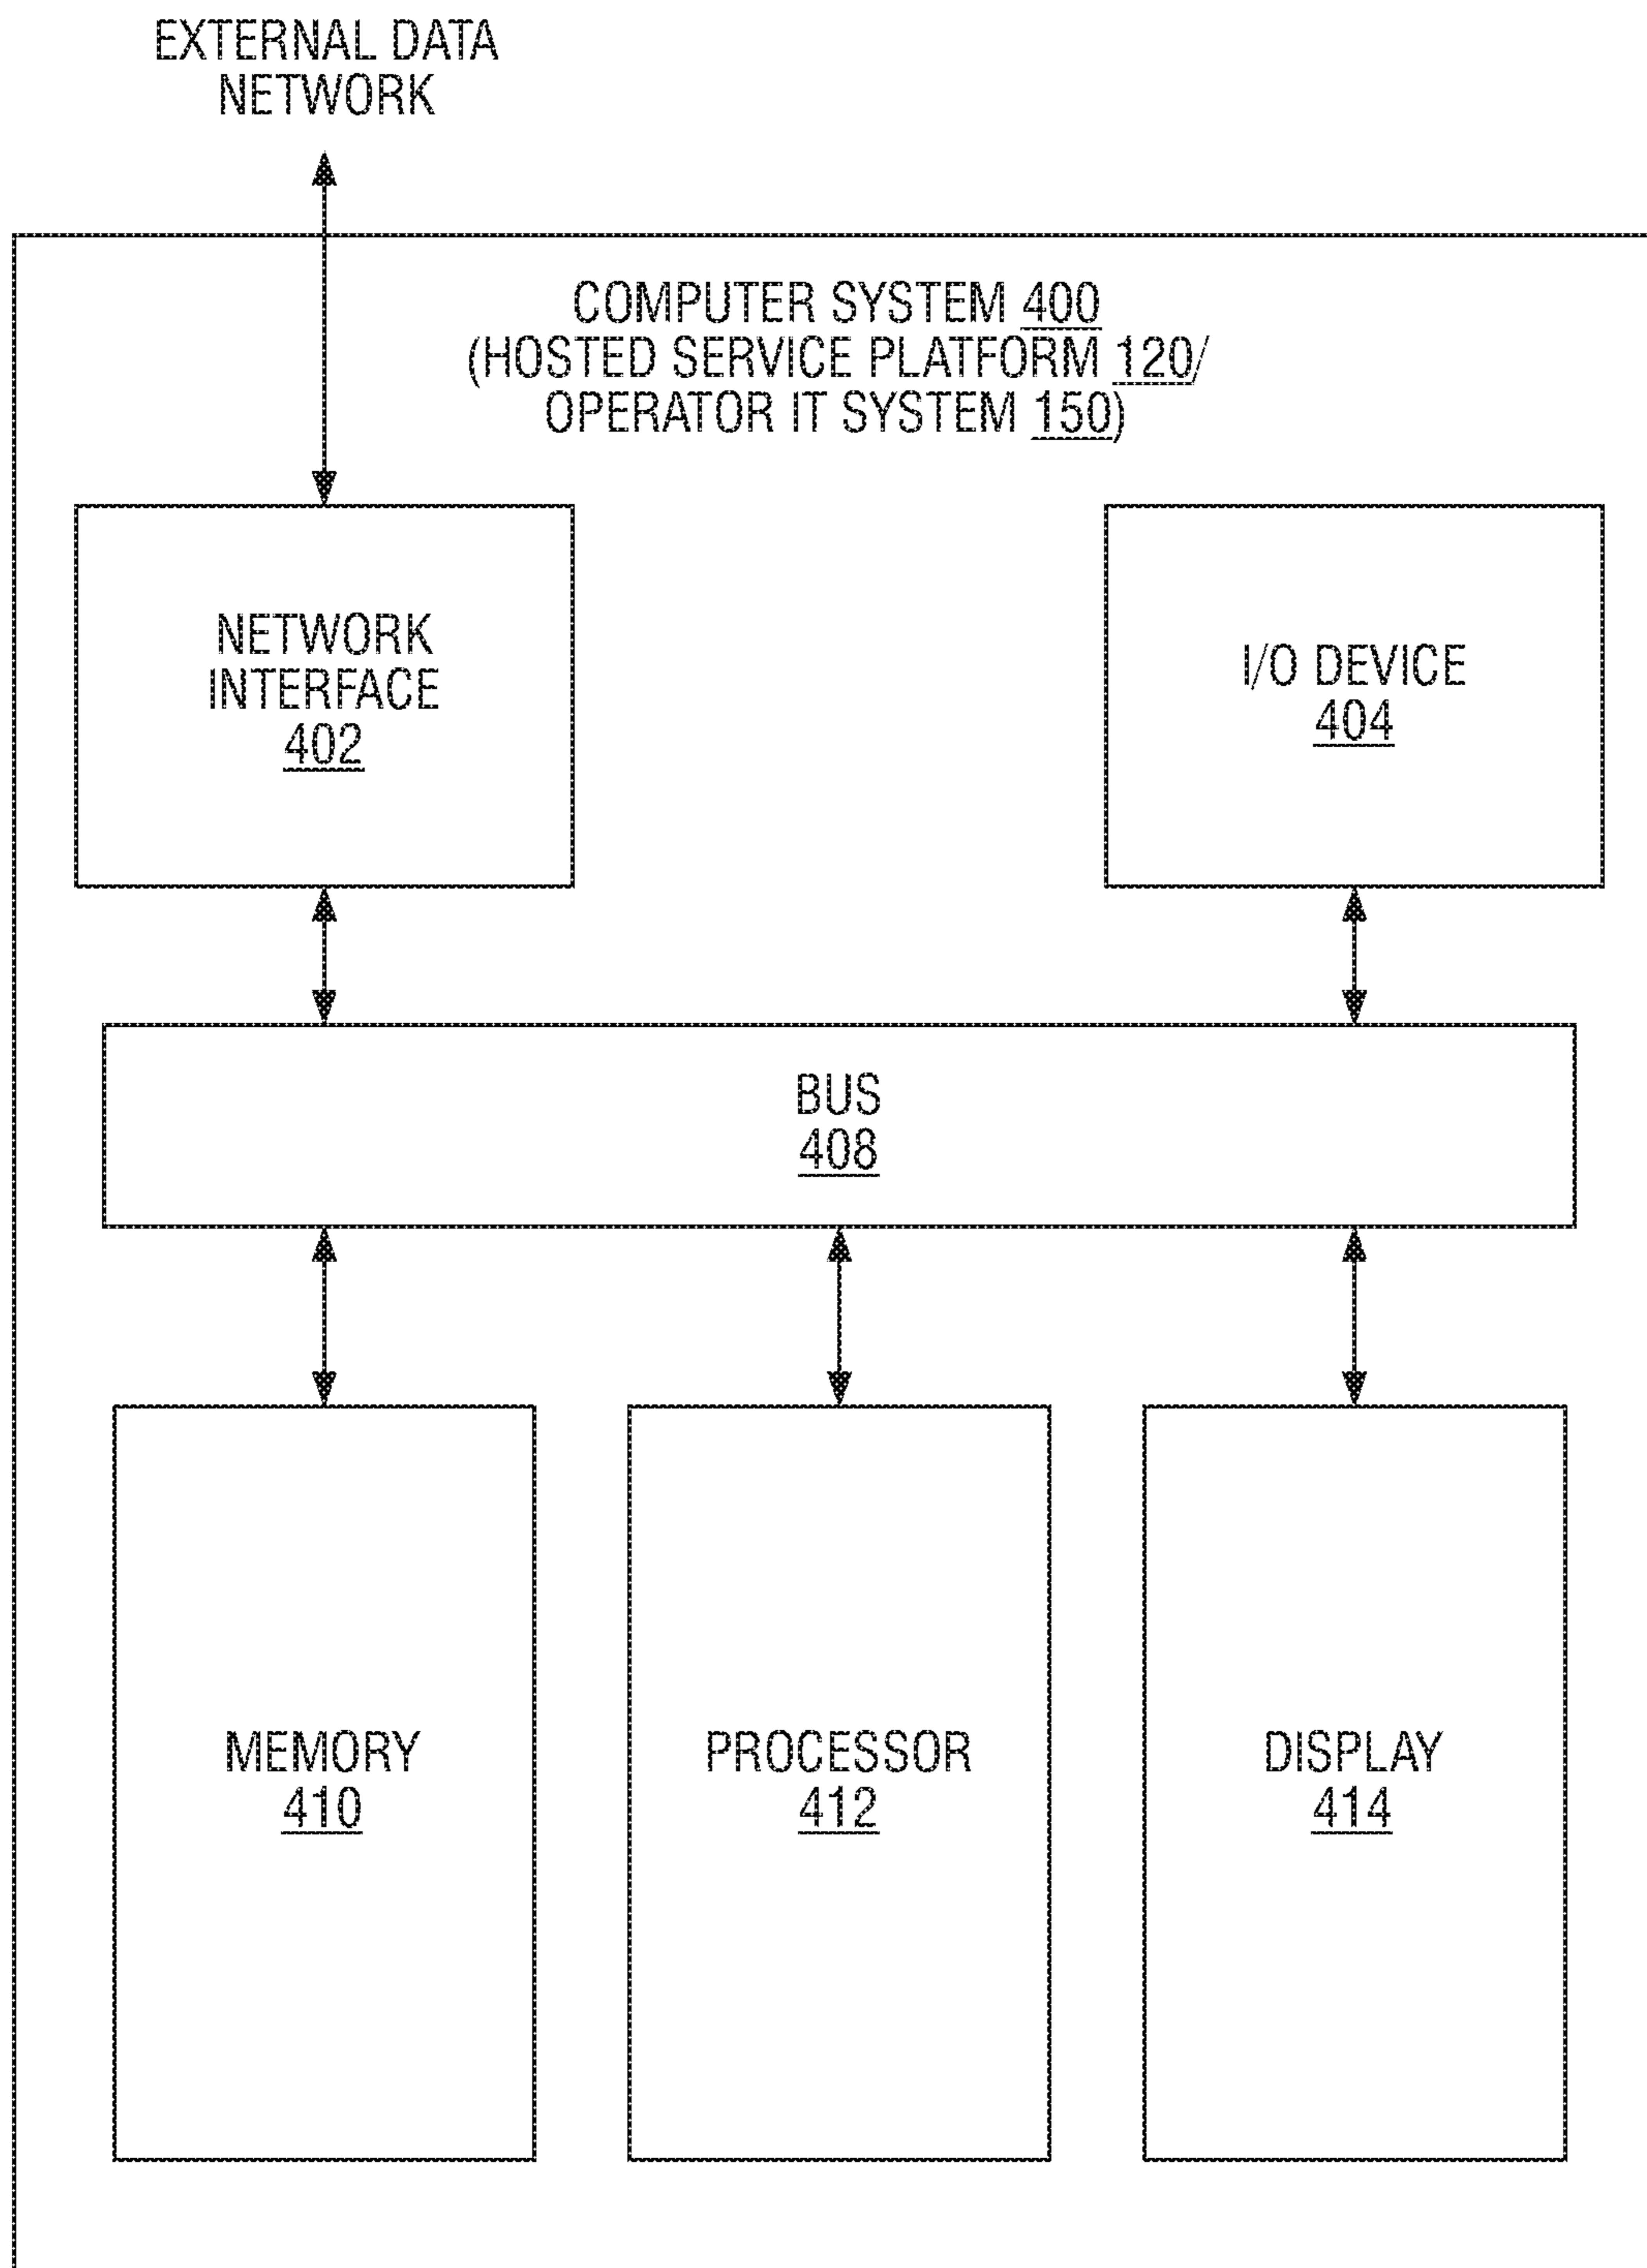 EXTERNAL DATA
NETWORK
COMPUTER SYSTEM 400
(HOSTED SERVICE PLATFORM 120/
OPERATOR IT SYSTEM 150)
NETWORK
INTERFACE
402
I/O DEVICE
404
BUS
408
MEMORY
410
PROCESSOR
412
DISPLAY
414